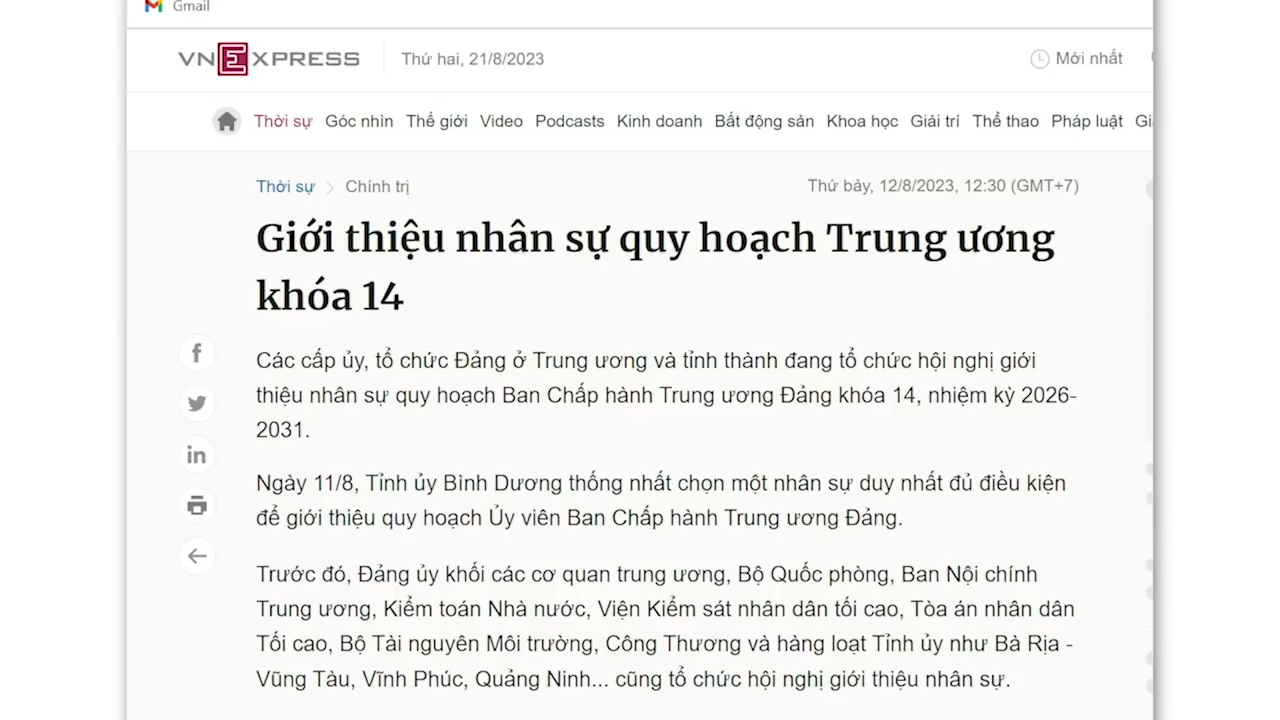 Gmail
VNEXPRESS
Thứ hai, 21/8/2023
Mới nhất
Thời sự Góc nhìn Thế giới Video Podcasts Kinh doanh Bất động sản Khoa học Giải trí Thể thao Pháp luật
Thời sự Chính trị
Thứ bảy, 12/8/2023, 12:30 (GMT+7)
Giới thiệu nhân sự quy hoạch Trung ương
khóa 14
Các cấp ủy, tổ chức Đảng ở Trung ương và tỉnh thành đang tổ chức hội nghị giới
thiệu nhân sự quy hoạch Ban Chấp hành Trung ương Đảng khóa 14, nhiệm kỳ 2026-
2031.
Ngày 11/8, Tỉnh ủy Bình Dương thống nhất chọn một nhân sự duy nhất đủ điều kiện
để giới thiệu quy hoạch Ủy viên Ban Chấp hành Trung ương Đảng.
Trước đó, Đảng ủy khối các cơ quan trung ương, Bộ Quốc phòng, Ban Nội chính
Trung ương, Kiểm toán Nhà nước, Viện Kiểm sát nhân dân tối cao, Tòa án nhân dân
Tối cao, Bộ Tài nguyên Môi trường, Công Thương và hàng loạt Tỉnh ủy như Bà Rịa -
Vũng Tàu, Vĩnh Phúc, Quảng Ninh... cũng tổ chức hội nghị giới thiệu nhân sự.